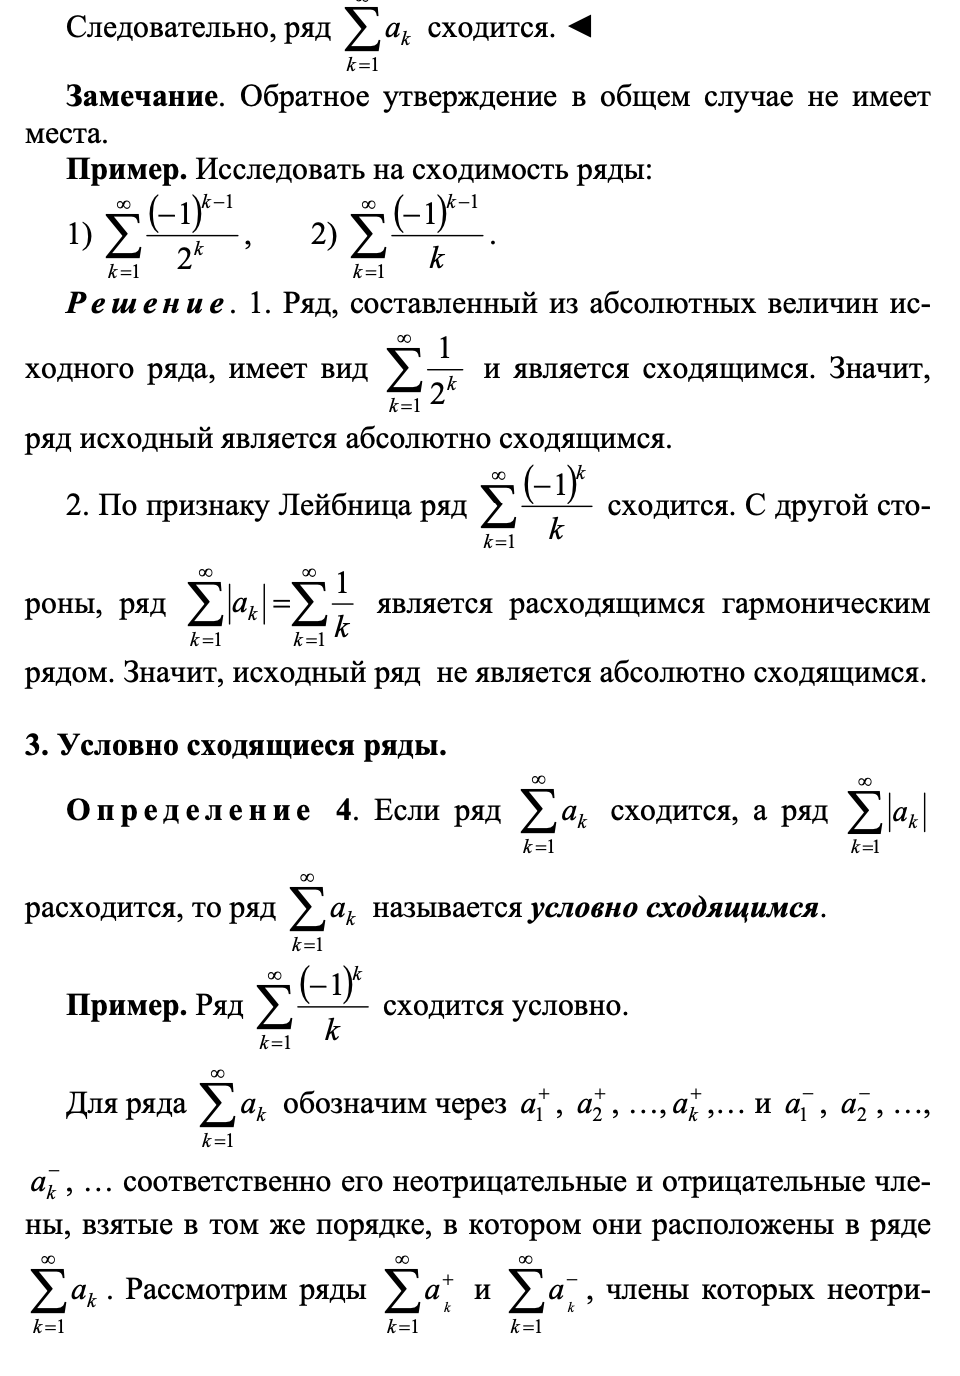 Следовательно, ряд $\sum_{k=1}^{\infty} a_k$ сходится. ◄
Замечание. Обратное утверждение в общем случае не имеет
места.
Пример. Исследовать на сходимость ряды:
1) $\sum_{k=1}^{\infty} \frac{(-1)^{k-1}}{2^k}$, 2) $\sum_{k=1}^{\infty} \frac{(-1)^{k-1}}{k}$.
Решение. 1. Ряд, составленный из абсолютных величин ис-
ходного ряда, имеет вид $\sum_{k=1}^{\infty} \frac{1}{2^k}$ и является сходящимся. Значит,
ряд исходный является абсолютно сходящимся.
2. По признаку Лейбница ряд $\sum_{k=1}^{\infty} \frac{(-1)^k}{k}$ сходится. С другой сто-
роны, ряд $\sum_{k=1}^{\infty} |a_k| = \sum_{k=1}^{\infty} \frac{1}{k}$ является расходящимся гармоническим
рядом. Значит, исходный ряд не является абсолютно сходящимся.
3. Условно сходящиеся ряды.
Определение 4. Если ряд $\sum_{k=1}^{\infty} a_k$ сходится, а ряд $\sum_{k=1}^{\infty} |a_k|$
расходится, то ряд $\sum_{k=1}^{\infty} a_k$ называется условно сходящимся.
Пример. Ряд $\sum_{k=1}^{\infty} \frac{(-1)^k}{k}$ сходится условно.
Для ряда $\sum_{k=1}^{\infty} a_k$ обозначим через $a_1^+$, $a_2^+$, …, $a_k^+$,… и $a_1^-$, $a_2^-$, …,
$a_k^-$, … соответственно его неотрицательные и отрицательные чле-
ны, взятые в том же порядке, в котором они расположены в ряде
$\sum_{k=1}^{\infty} a_k$. Рассмотрим ряды $\sum_{k=1}^{\infty} a_k^+$ и $\sum_{k=1}^{\infty} a_k^-$, члены которых неотри-